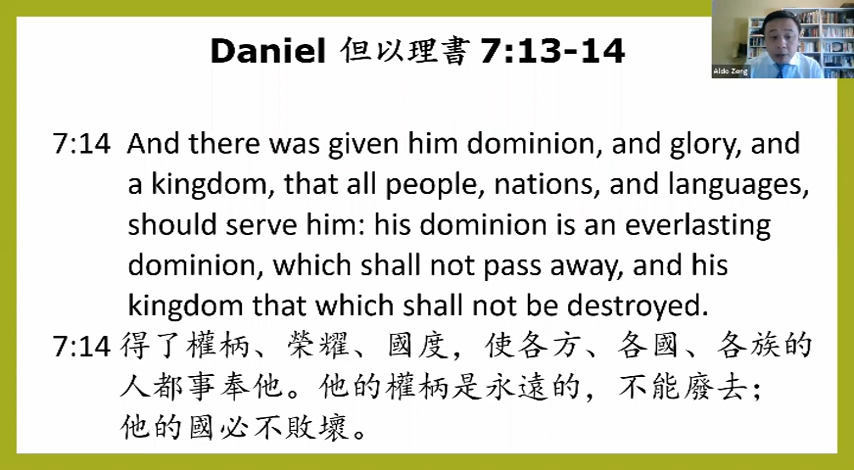 Daniel 但以理書 7:13-14
Aldo Zeng
7:14 And there was given him dominion, and glory, and
a kingdom, that all people, nations, and languages,
should serve him: his dominion is an everlasting
dominion, which shall not pass away, and his
kingdom that which shall not be destroyed.
7:14 得了權柄、榮耀、國度，使各方、各國、各族的
人都事奉他。他的權柄是永遠的，不能廢去；
他的國必不敗壞。